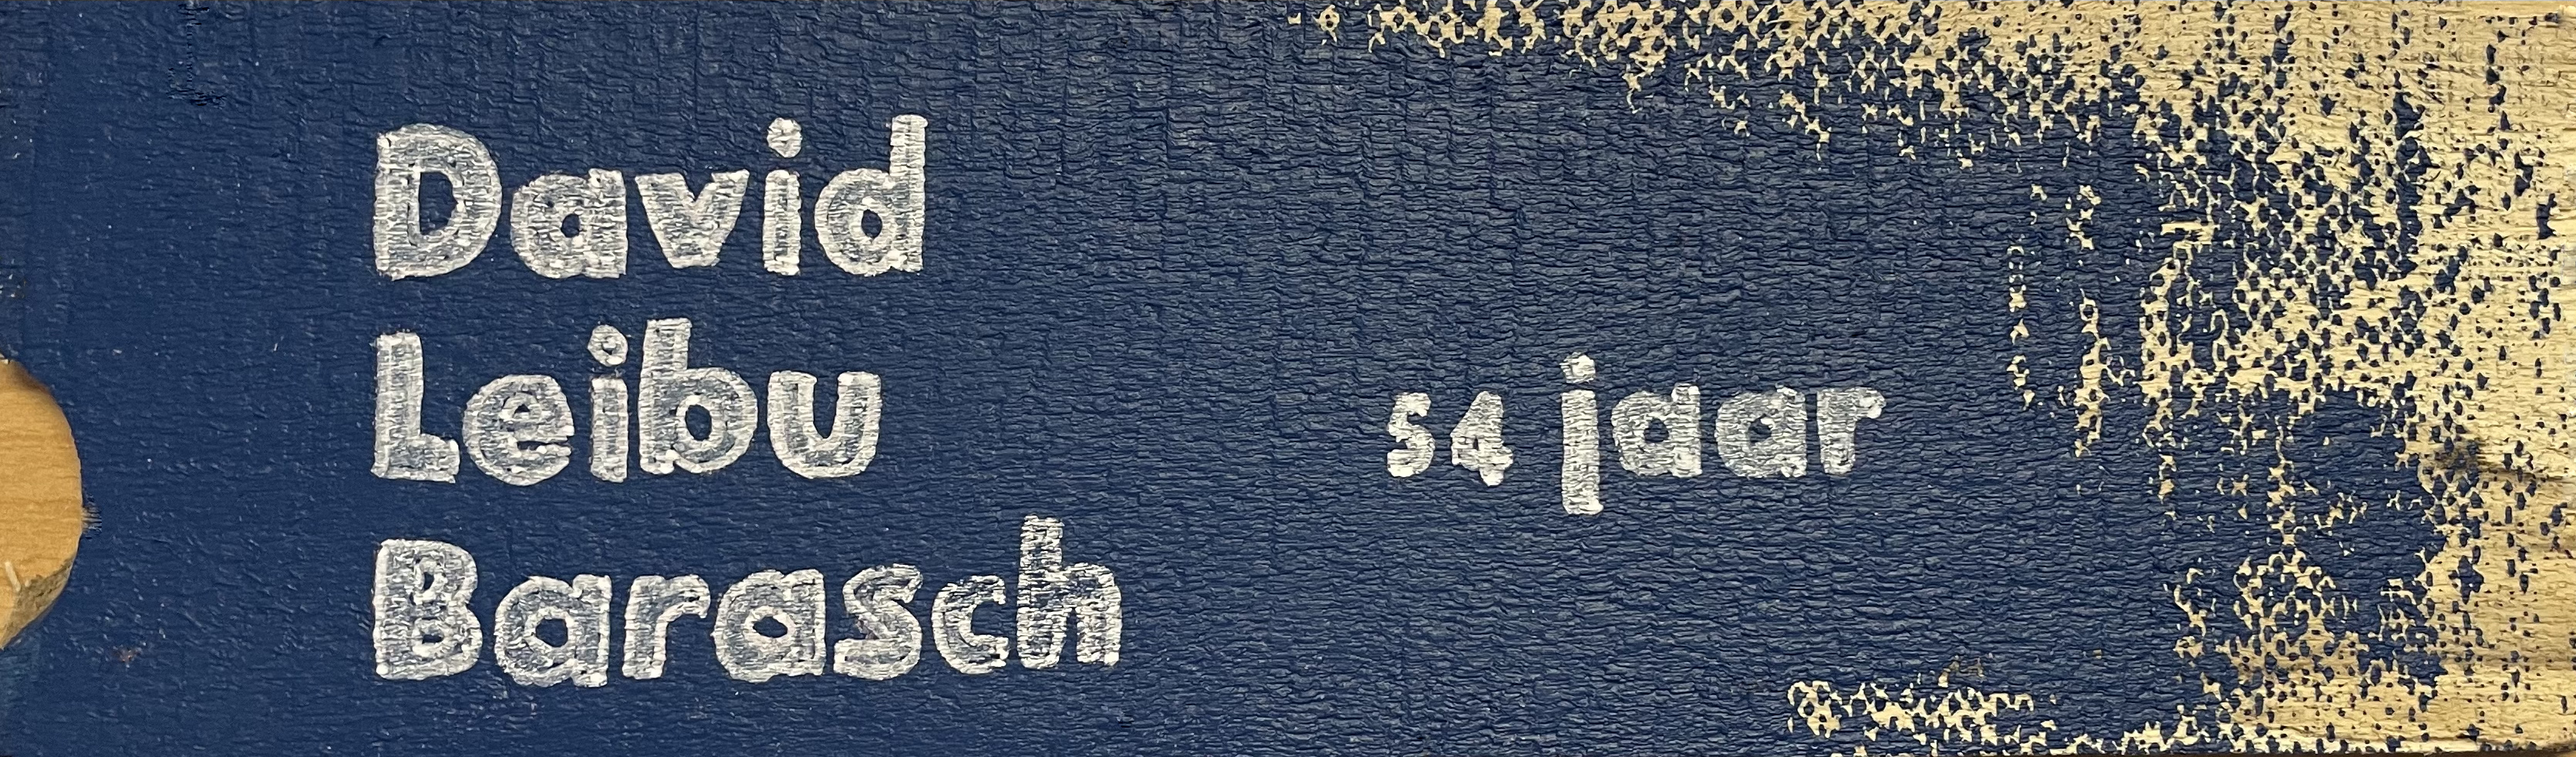 David
Leibu
Barasch
54 jaar